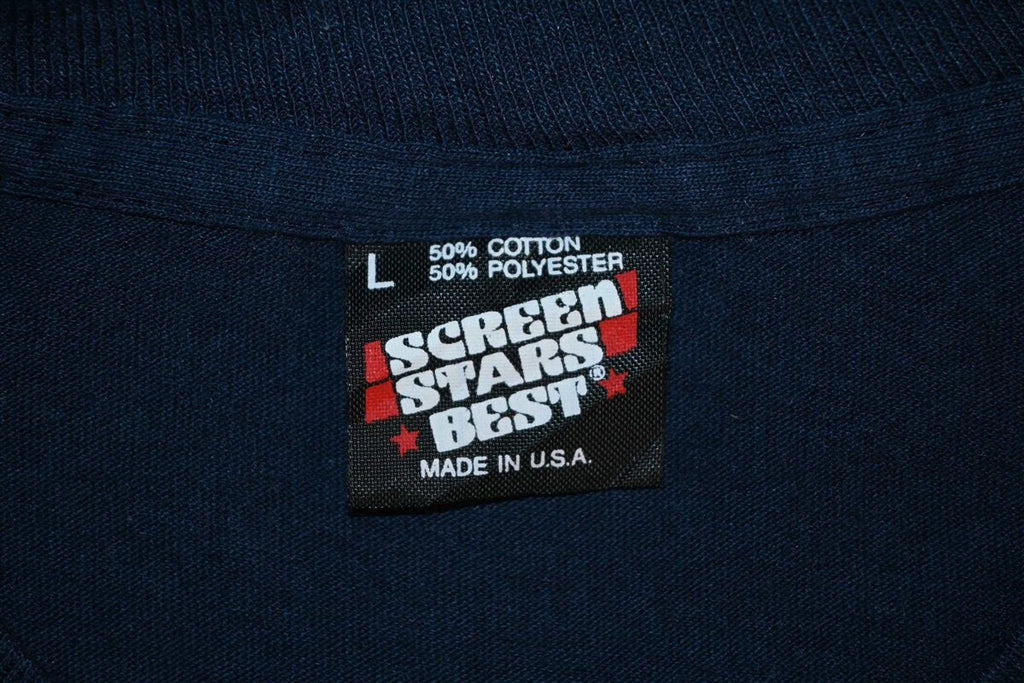 L
50% COTTON
50% POLYESTER
SCREEN
STARS
BEST®
MADE IN U.S.A.